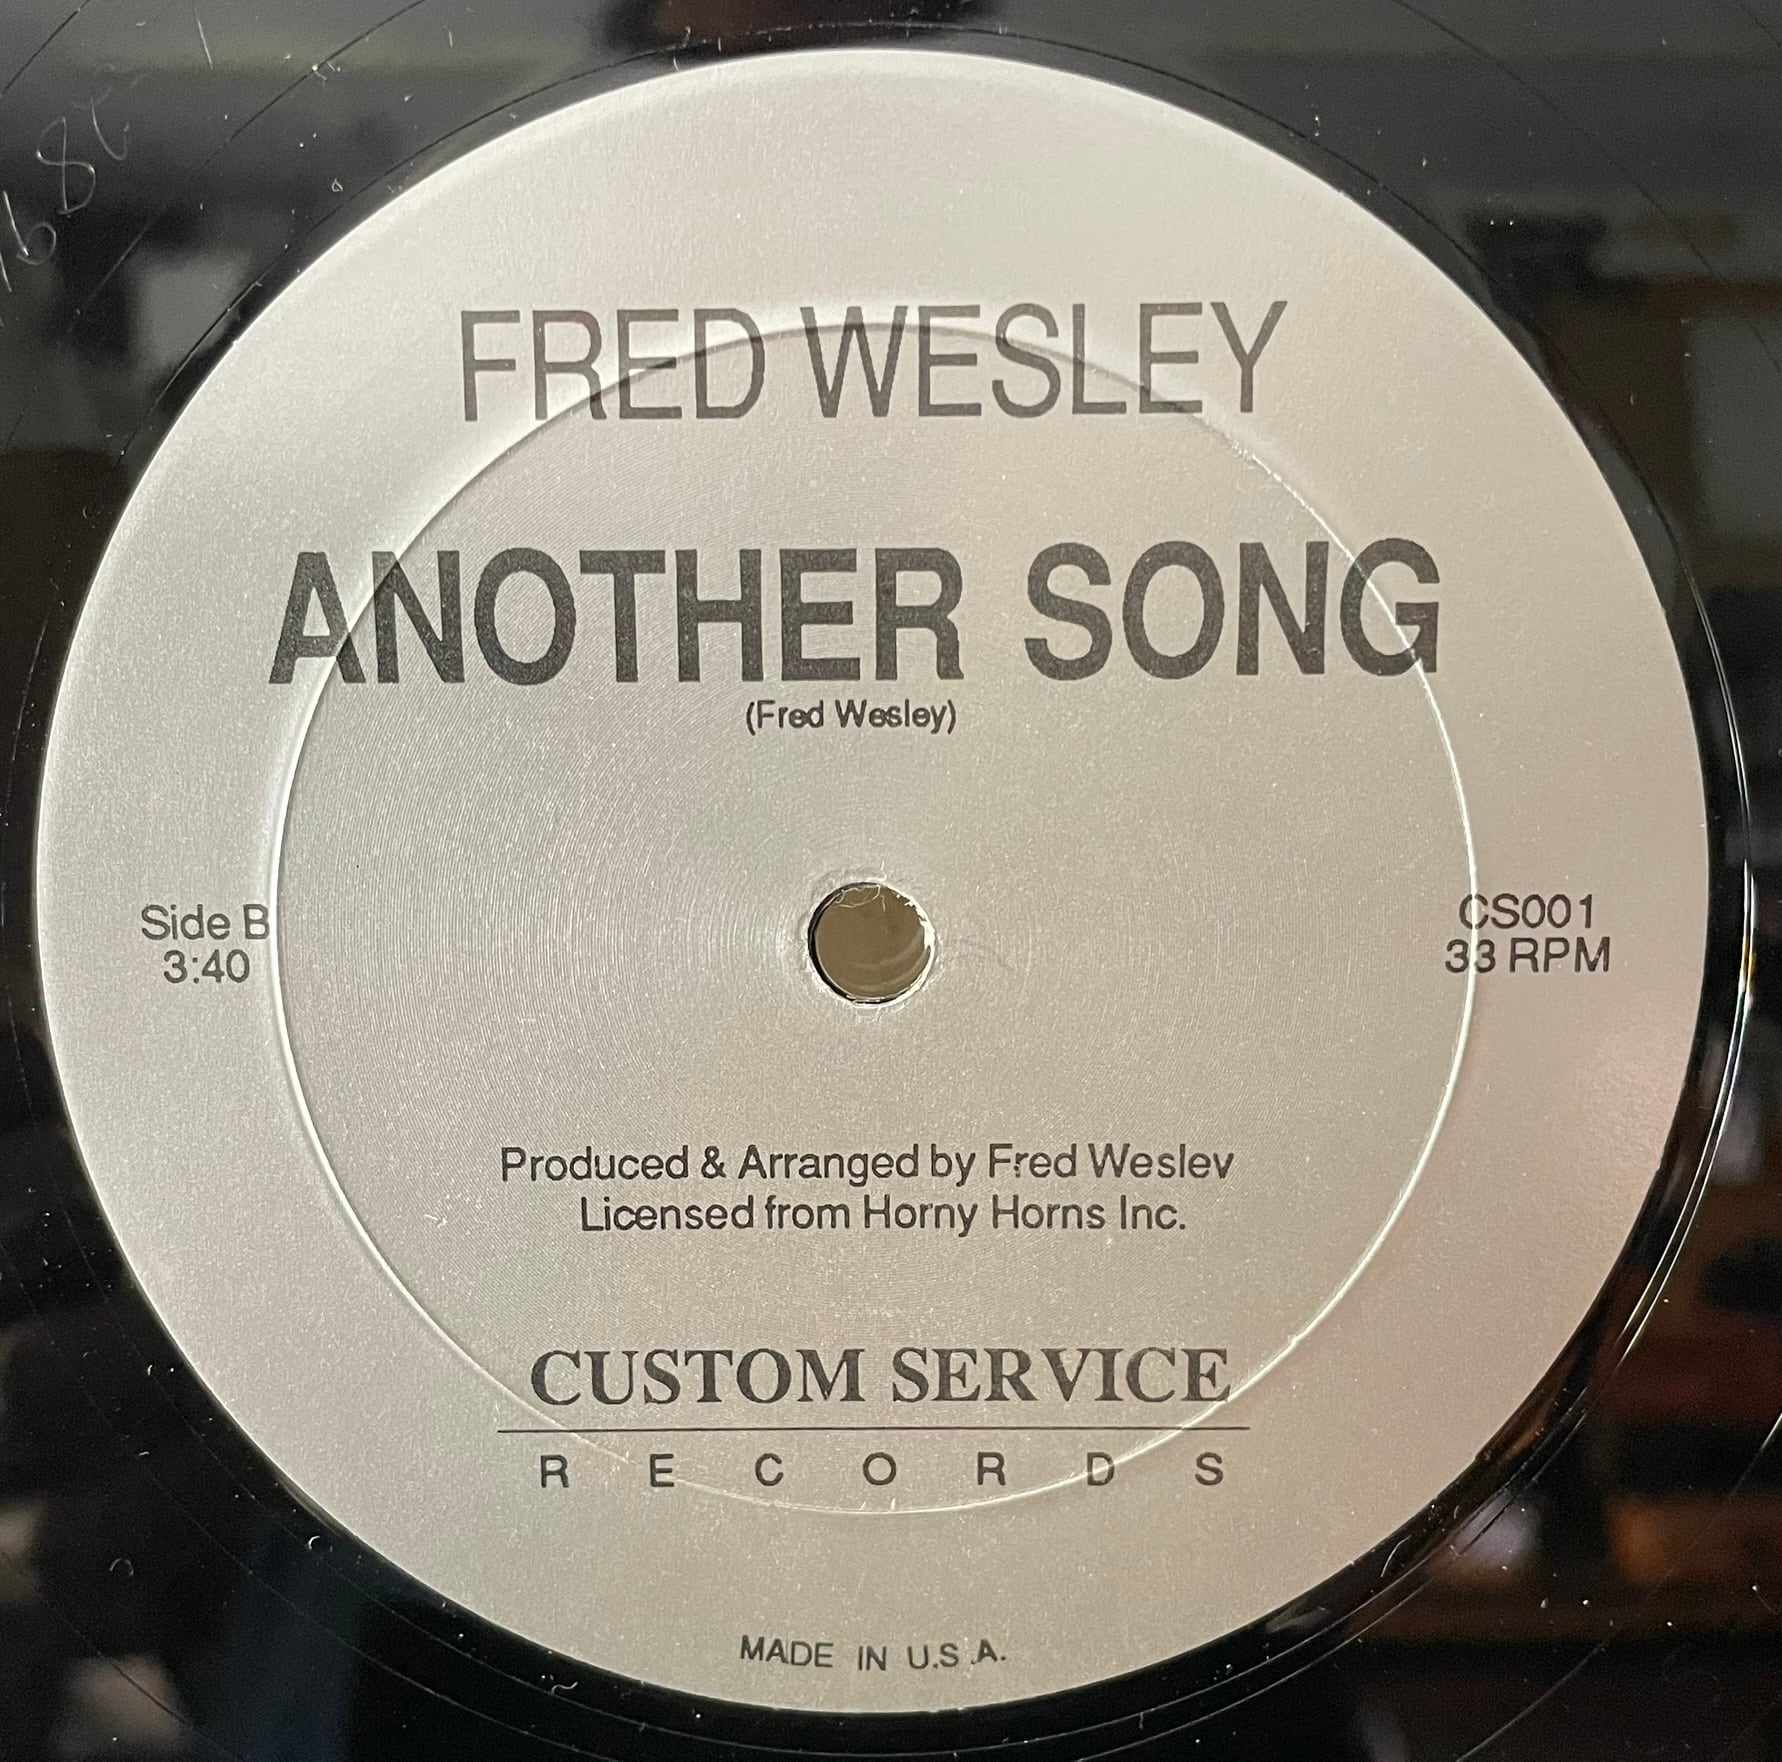 FRED WESLEY
ANOTHER SONG
(Fred Wesley)
Side B
3:40
CS001
33 RPM
Produced & Arranged by Fred Wesley
Licensed from Horny Horns Inc.
CUSTOM SERVICE
RECORDS
MADE IN U.S.A.